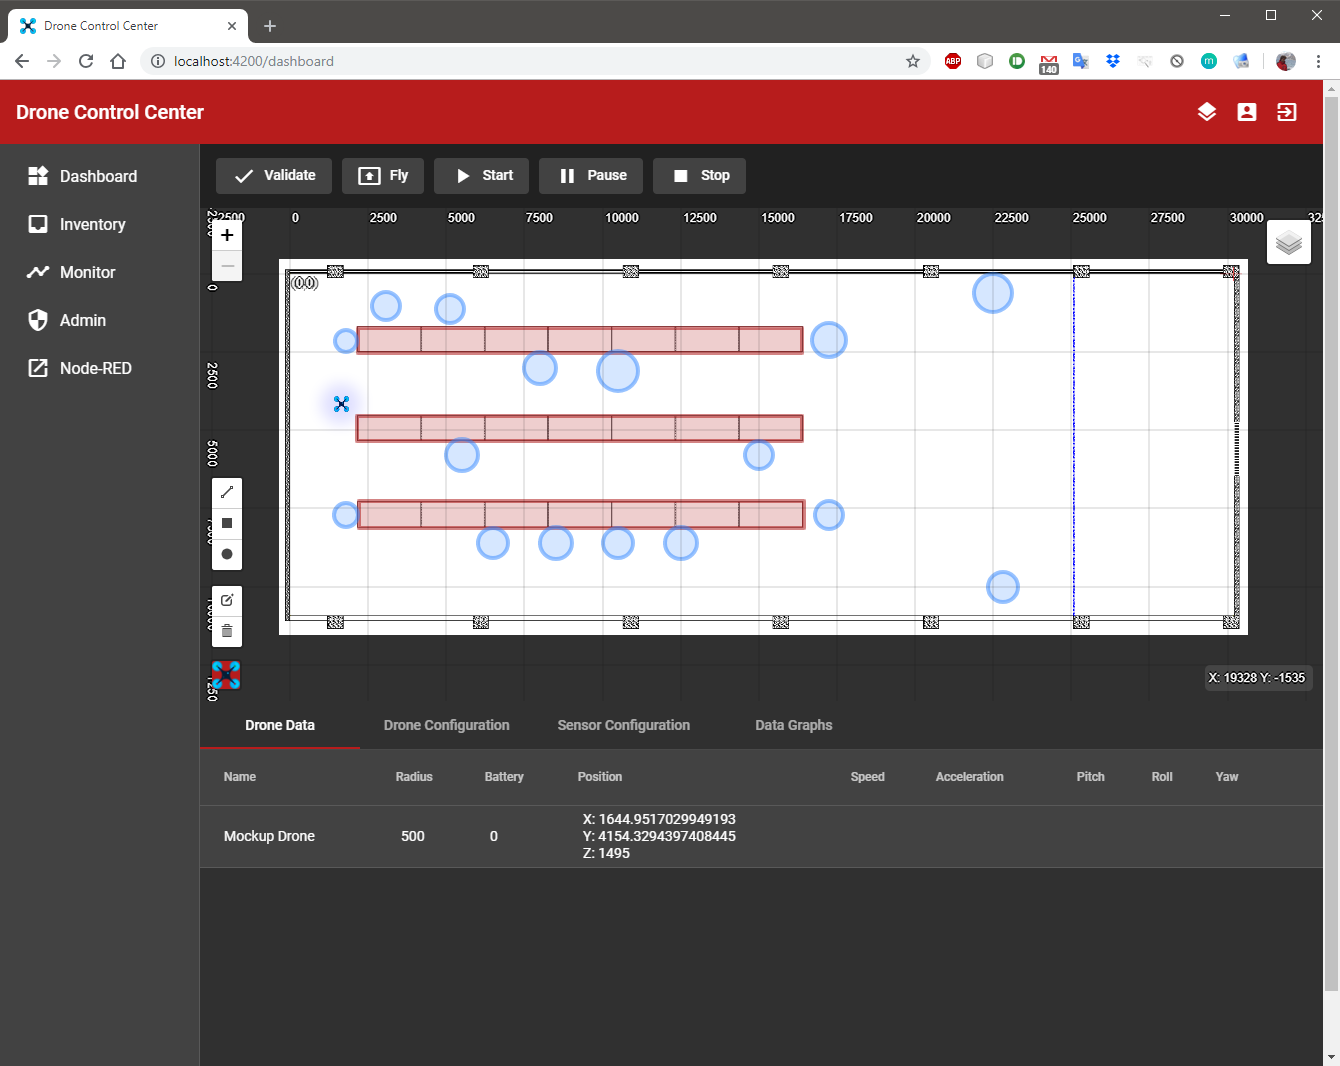 Drone Control Center
localhost:4200/dashboard
ABP
140
m
Drone Control Center
Dashboard
Inventory
Monitor
Admin
Node-RED
Validate
Fly
Start
Pause
Stop
0 2500 5000 7500 10000 12500 15000 17500 20000 22500 25000 27500 30000
+
−
0
2500
5000
(0,0)
X: 19328 Y: -1535
Drone Data Drone Configuration Sensor Configuration Data Graphs
Name Radius Battery Position Speed Acceleration Pitch Roll Yaw
Mockup Drone 500 0 X: 1644.9517029949193
Y: 4154.3294397408445
Z: 1495